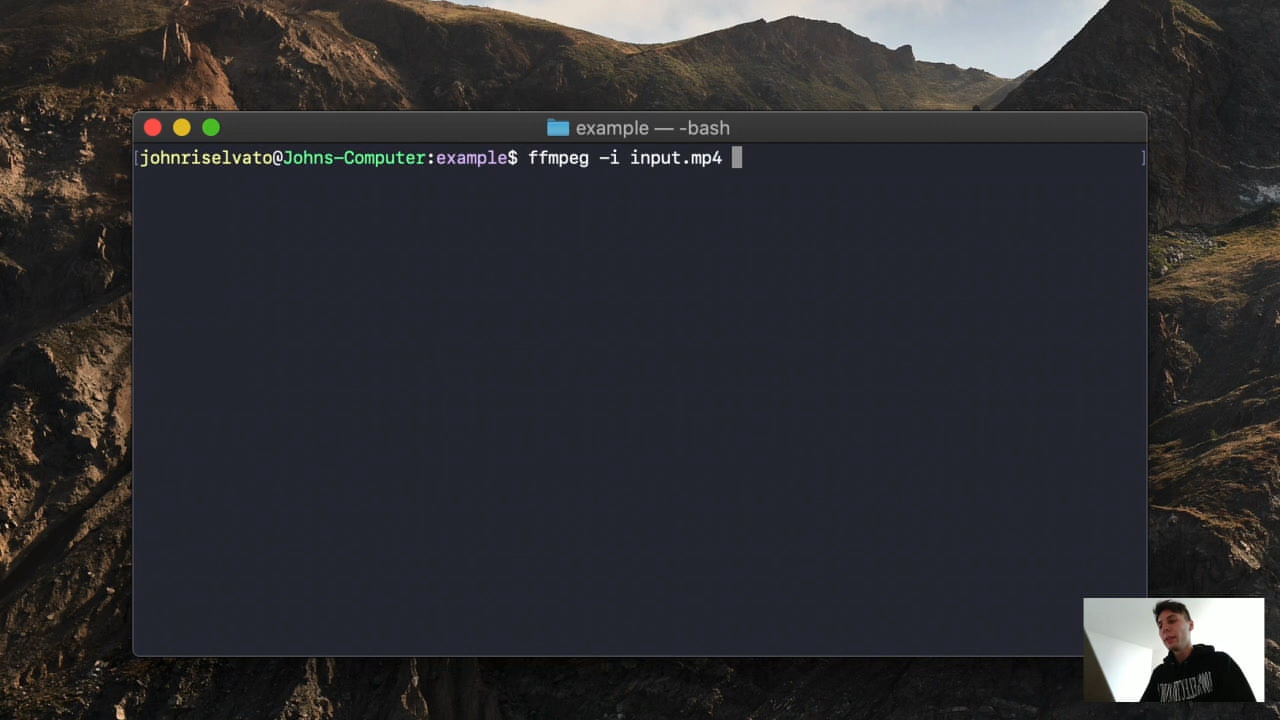 example — -bash
johnriselvato@Johns-Computer:example$ ffmpeg -i input.mp4